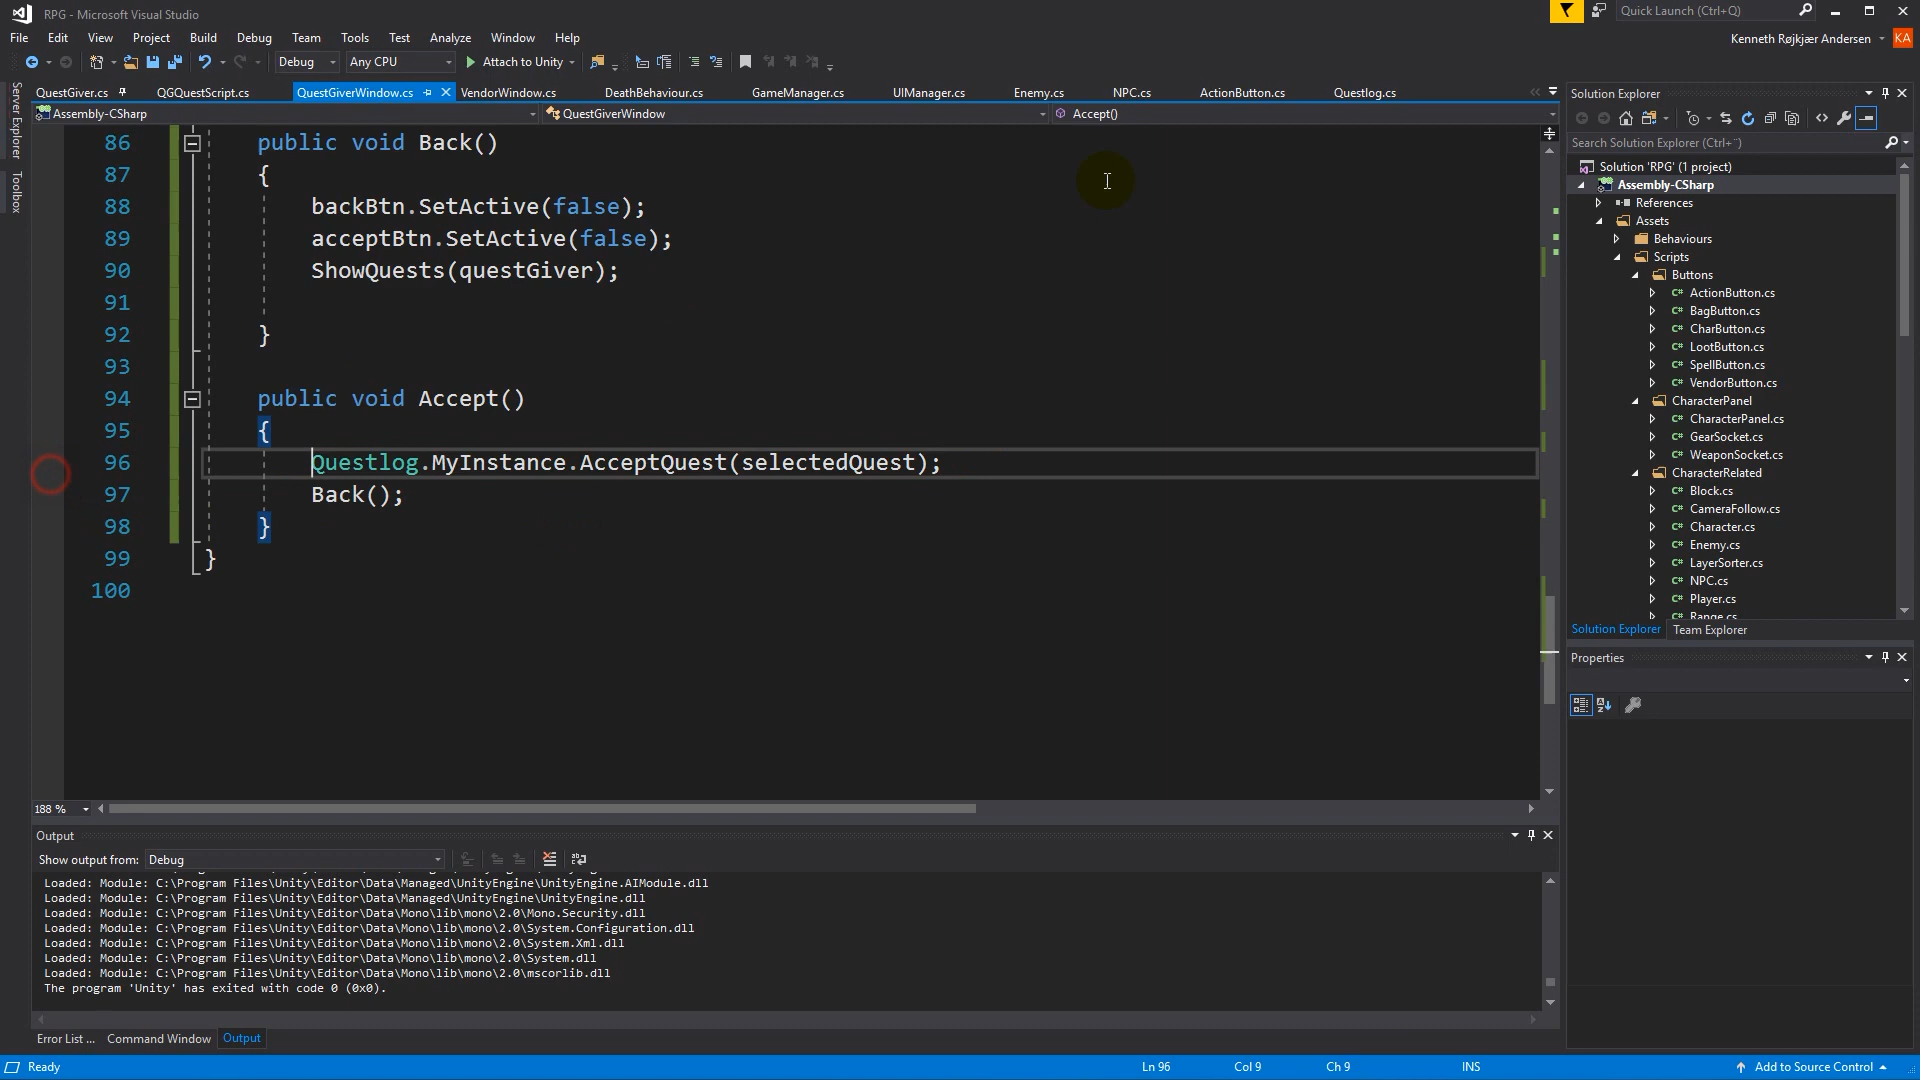 RPG - Microsoft Visual Studio
Quick Launch (Ctrl+Q)
File Edit View Project Build Debug Team Tools Test Analyze Window Help
Kenneth Røjkjær Andersen KA
Debug Any CPU Attach to Unity
Server Explorer
Toolbox
QuestGiver.cs QGQuestScript.cs QuestGiverWindow.cs VendorWindow.cs DeathBehaviour.cs GameManager.cs UIManager.cs Enemy.cs NPC.cs ActionButton.cs Questlog.cs
Assembly-CSharp QuestGiverWindow Accept()
86 public void Back()
87 {
88 backBtn.SetActive(false);
89 acceptBtn.SetActive(false);
90 ShowQuests(questGiver);
91
92 }
93
94 public void Accept()
95 {
96 Questlog.MyInstance.AcceptQuest(selectedQuest);
97 Back();
98 }
99 }
100
188 %
Output
Show output from: Debug
Loaded: Module: C:\Program Files\Unity\Editor\Data\Managed\UnityEngine\UnityEngine.AIModule.dll
Loaded: Module: C:\Program Files\Unity\Editor\Data\Managed\UnityEngine\UnityEngine.dll
Loaded: Module: C:\Program Files\Unity\Editor\Data\Mono\lib\mono\2.0\Mono.Security.dll
Loaded: Module: C:\Program Files\Unity\Editor\Data\Mono\lib\mono\2.0\System.Configuration.dll
Loaded: Module: C:\Program Files\Unity\Editor\Data\Mono\lib\mono\2.0\System.Xml.dll
Loaded: Module: C:\Program Files\Unity\Editor\Data\Mono\lib\mono\2.0\System.dll
Loaded: Module: C:\Program Files\Unity\Editor\Data\Mono\lib\mono\2.0\mscorlib.dll
The program 'Unity' has exited with code 0 (0x0).
Error List ... Command Window Output
Solution Explorer
Search Solution Explorer (Ctrl+¨)
Solution 'RPG' (1 project)
Assembly-CSharp
References
Assets
Behaviours
Scripts
Buttons
C# ActionButton.cs
C# BagButton.cs
C# CharButton.cs
C# LootButton.cs
C# SpellButton.cs
C# VendorButton.cs
CharacterPanel
C# CharacterPanel.cs
C# GearSocket.cs
C# WeaponSocket.cs
CharacterRelated
C# Block.cs
C# CameraFollow.cs
C# Character.cs
C# Enemy.cs
C# LayerSorter.cs
C# NPC.cs
C# Player.cs
C# Range.cs
Solution Explorer Team Explorer
Properties
Ready Ln 96 Col 9 Ch 9 INS Add to Source Control